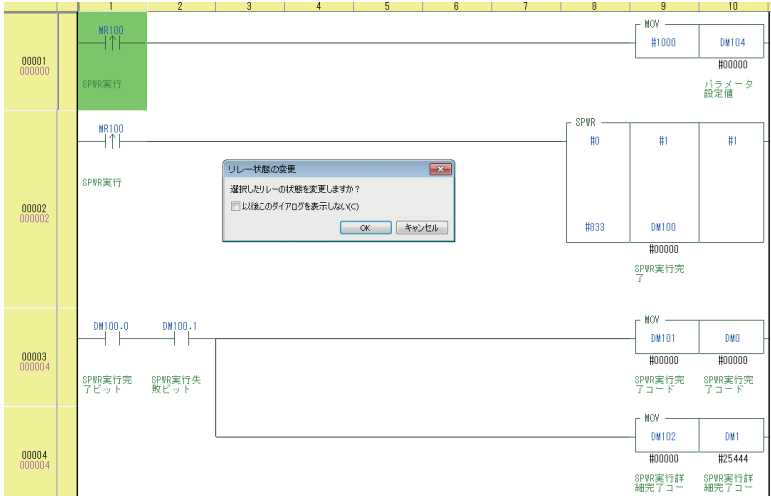 1 2 3 4 5 6 7 8 9 10
MR100
MOV
#1000 DM104
00001
000000
#00000
SPWR実行
パラメータ
設定値
MR100
SPWR
#0 #1 #1
リレー状態の変更
選択したリレーの状態を変更しますか？
以後このダイアログを表示しない(C)
OK キャンセル
SPWR実行
00002
000002
#833 DM100
#00000
SPWR実行完
了
DM100.0 DM100.1
MOV
DM101 DM0
00003
000004
#00000 #00000
SPWR実行完
了ビット
SPWR実行失
敗ビット
SPWR実行完
了コード
SPWR実行完
了コード
MOV
DM102 DM1
00004
000004
#00000 #25444
SPWR実行詳
細完了コー
SPWR実行詳
細完了コー